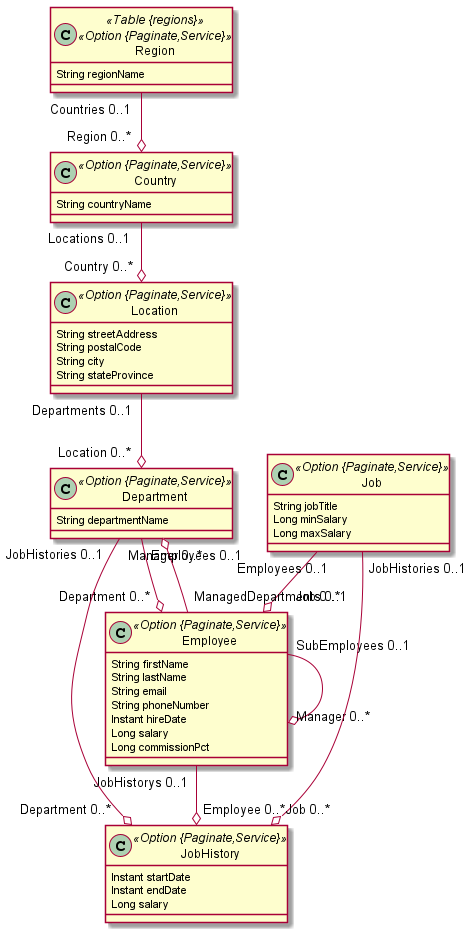 «Table {regions}»
«Option {Paginate,Service}»
C
Region
String regionName
Countries 0..1
Region 0..*
«Option {Paginate,Service}»
C
Country
String countryName
Locations 0..1
Country 0..*
«Option {Paginate,Service}»
C
Location
String streetAddress
String postalCode
String city
String stateProvince
Departments 0..1
Location 0..*
«Option {Paginate,Service}»
C
Department
String departmentName
«Option {Paginate,Service}»
C
Job
String jobTitle
Long minSalary
Long maxSalary
JobHistories 0..1
Manager 0..*
Employees 0..1
Employees 0..1
JobHistories 0..1
Department 0..*
ManagedDepartments 0..1
Job 0..*
«Option {Paginate,Service}»
C
Employee
String firstName
String lastName
String email
String phoneNumber
Instant hireDate
Long salary
Long commissionPct
SubEmployees 0..1
Manager 0..*
JobHistorys 0..1
Department 0..*
Employee 0..*
Job 0..*
«Option {Paginate,Service}»
C
JobHistory
Instant startDate
Instant endDate
Long salary